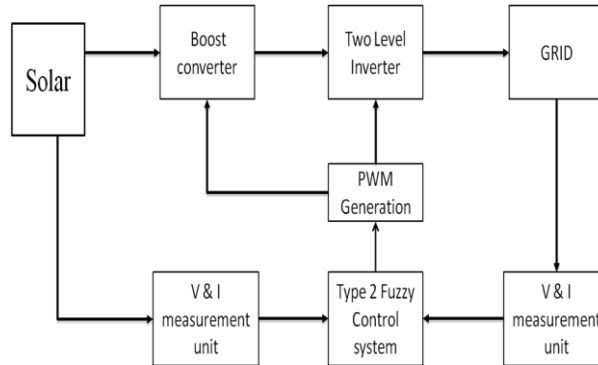 Solar
Boost
converter
Two Level
Inverter
GRID
PWM
Generation
V & I
measurement
unit
Type 2 Fuzzy
Control
system
V & I
measurement
unit